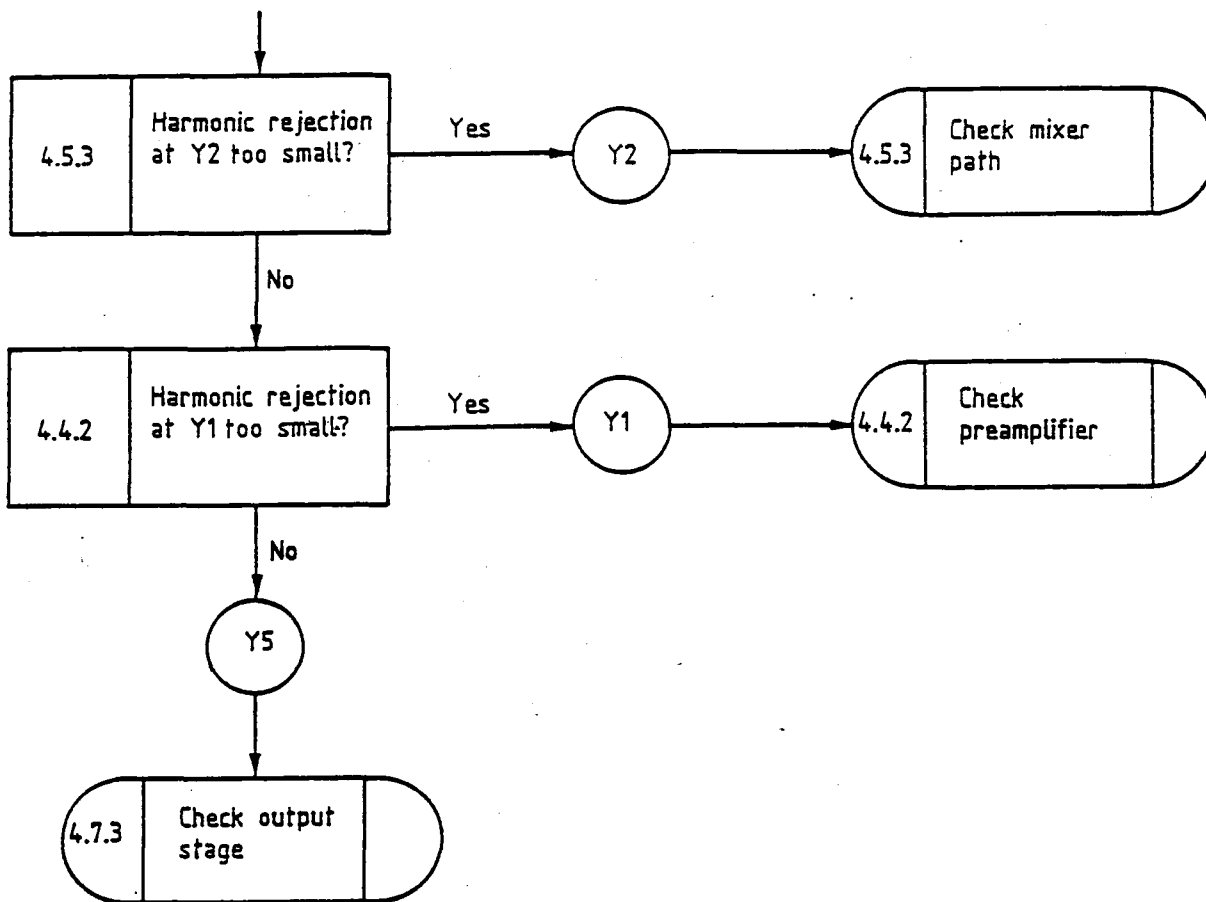 4.5.3
Harmonic rejection
at Y2 too small?
Yes
Y2
4.5.3
Check mixer
path
No
4.4.2
Harmonic rejection
at Y1 too small?
Yes
Y1
4.4.2
Check
preamplifier
No
Y5
4.7.3
Check output
stage